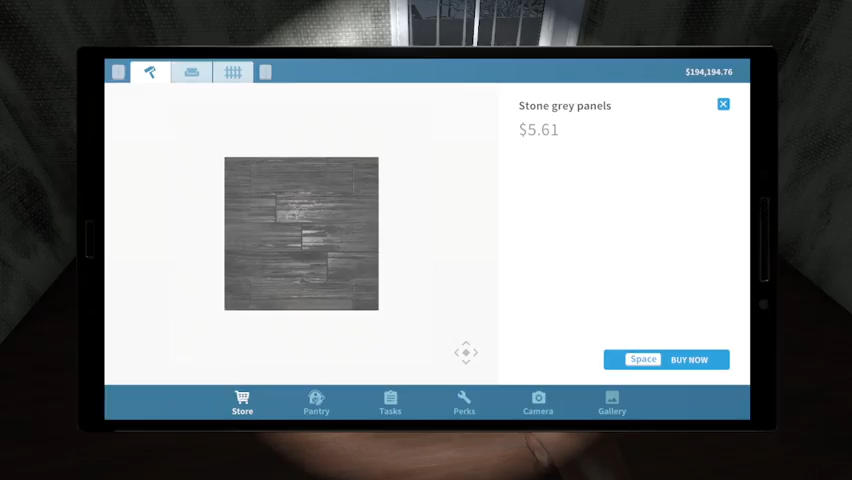 $194,194.76
Stone grey panels
$5.61
Space BUY NOW
Store Pantry Tasks Perks Camera Gallery